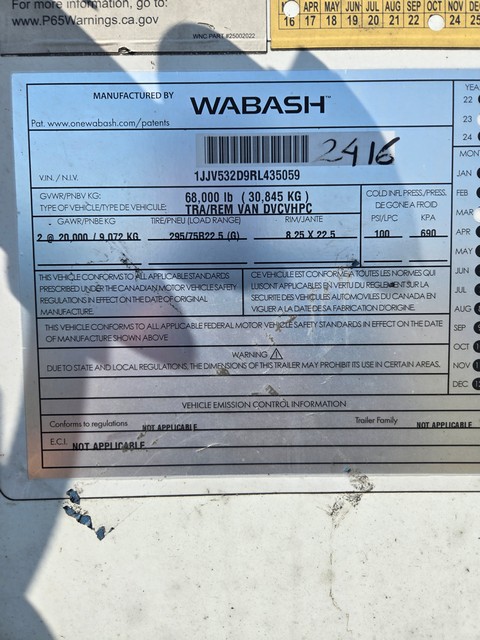 For more information, go to:
www.P65Warnings.ca.gov
WNC PART #25002022
APR MAY JUN JUL AUG SEP OCT NOV DEC
16 17 18 19 20 21 22 23 24 25
MANUFACTURED BY WABASH™
Pat. www.onewabash.com/patents
2416
V.I.N. / N.I.V. 1JJV532D9RL435059
GVWR/PNBV KG: 68,000 lb ( 30,845 KG )
TYPE OF VEHICLE/TYPE DE VEHICULE: TRA/REM VAN DVCVHPC
COLD INFL PRESS./PRESS. DE GONE A FROID
GAWR/PNBE KG TIRE/PNEU (LOAD RANGE) RIM/JANTE PSI/LPC KPA
2 @ 20,000 / 9,072 KG 295/75R22.5 (G) 8.25 X 22.5 100 690
THIS VEHICLE CONFORMS TO ALL APPLICABLE STANDARDS
PRESCRIBED UNDER THE CANADIAN MOTOR VEHICLE SAFETY
REGULATIONS IN EFFECT ON THE DATE OF ORIGINAL
MANUFACTURE.
CE VEHICULE EST CONFORME A TOUTES LES NORMES QUI
LUI SONT APPLICABLES EN VERTU DU REGLEMENT SUR LA
SECURITE DES VEHICULES AUTOMOBILES DU CANADA EN
VIGUEUR A LA DATE DE SA FABRICATION D'ORIGINE.
THIS VEHICLE CONFORMS TO ALL APPLICABLE FEDERAL MOTOR VEHICLE SAFETY STANDARDS IN EFFECT ON THE DATE
OF MANUFACTURE SHOWN ABOVE
WARNING
DUE TO STATE AND LOCAL REGULATIONS, THE DIMENSIONS OF THIS TRAILER MAY PROHIBIT ITS USE IN CERTAIN AREAS.
VEHICLE EMISSION CONTROL INFORMATION
Conforms to regulations NOT APPLICABLE Trailer Family NOT APPLICABLE
E.C.I. NOT APPLICABLE
YEA
22
23
24
MONT
JAN
FEB
MAR
APR
MAY
JUN
JUL
AUG
SEP
OCT
NOV
DEC